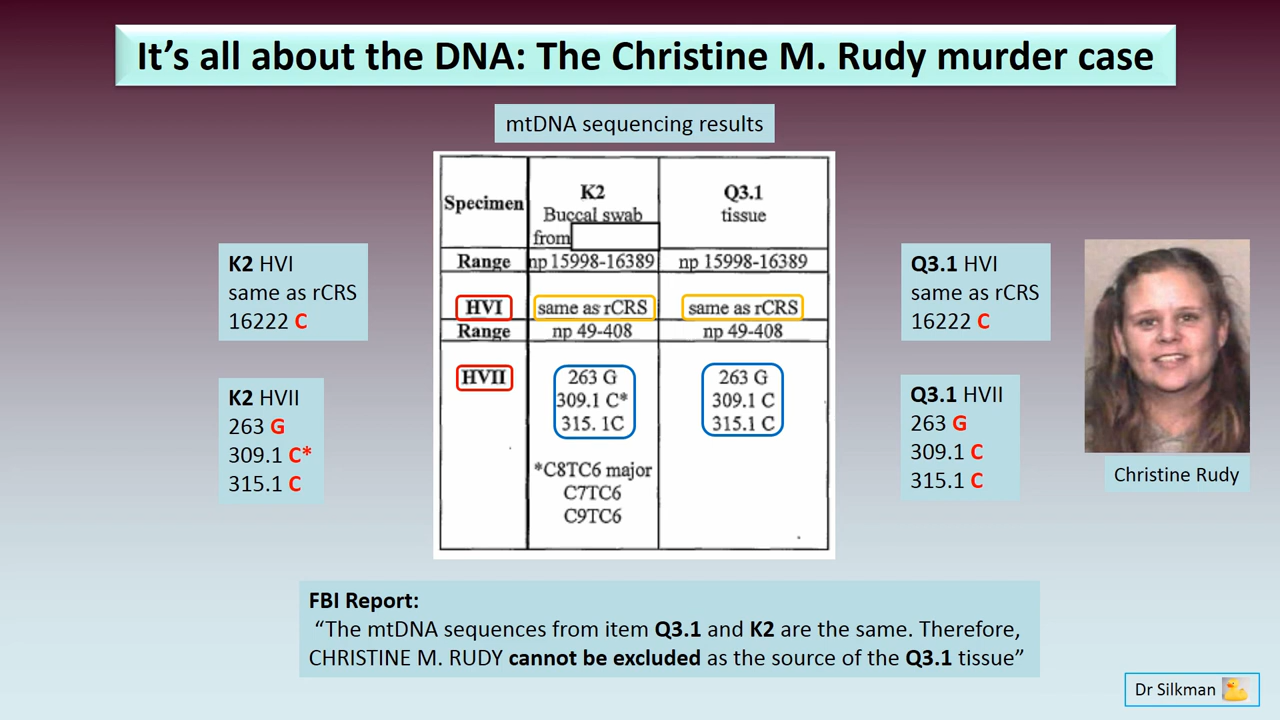 It's all about the DNA: The Christine M. Rudy murder case
mtDNA sequencing results
Specimen
K2
Buccal swab
from
Q3.1
tissue
Range
np 15998-16389
np 15998-16389
HVI
same as rCRS
same as rCRS
Range
np 49-408
np 49-408
HVII
263 G
309.1 C*
315. 1C
*C8TC6 major
C7TC6
C9TC6
263 G
309.1 C
315.1 C
K2 HVI
same as rCRS
16222 C
K2 HVII
263 G
309.1 C*
315.1 C
Q3.1 HVI
same as rCRS
16222 C
Q3.1 HVII
263 G
309.1 C
315.1 C
Christine Rudy
FBI Report:
“The mtDNA sequences from item Q3.1 and K2 are the same. Therefore,
CHRISTINE M. RUDY cannot be excluded as the source of the Q3.1 tissue”
Dr Silkman